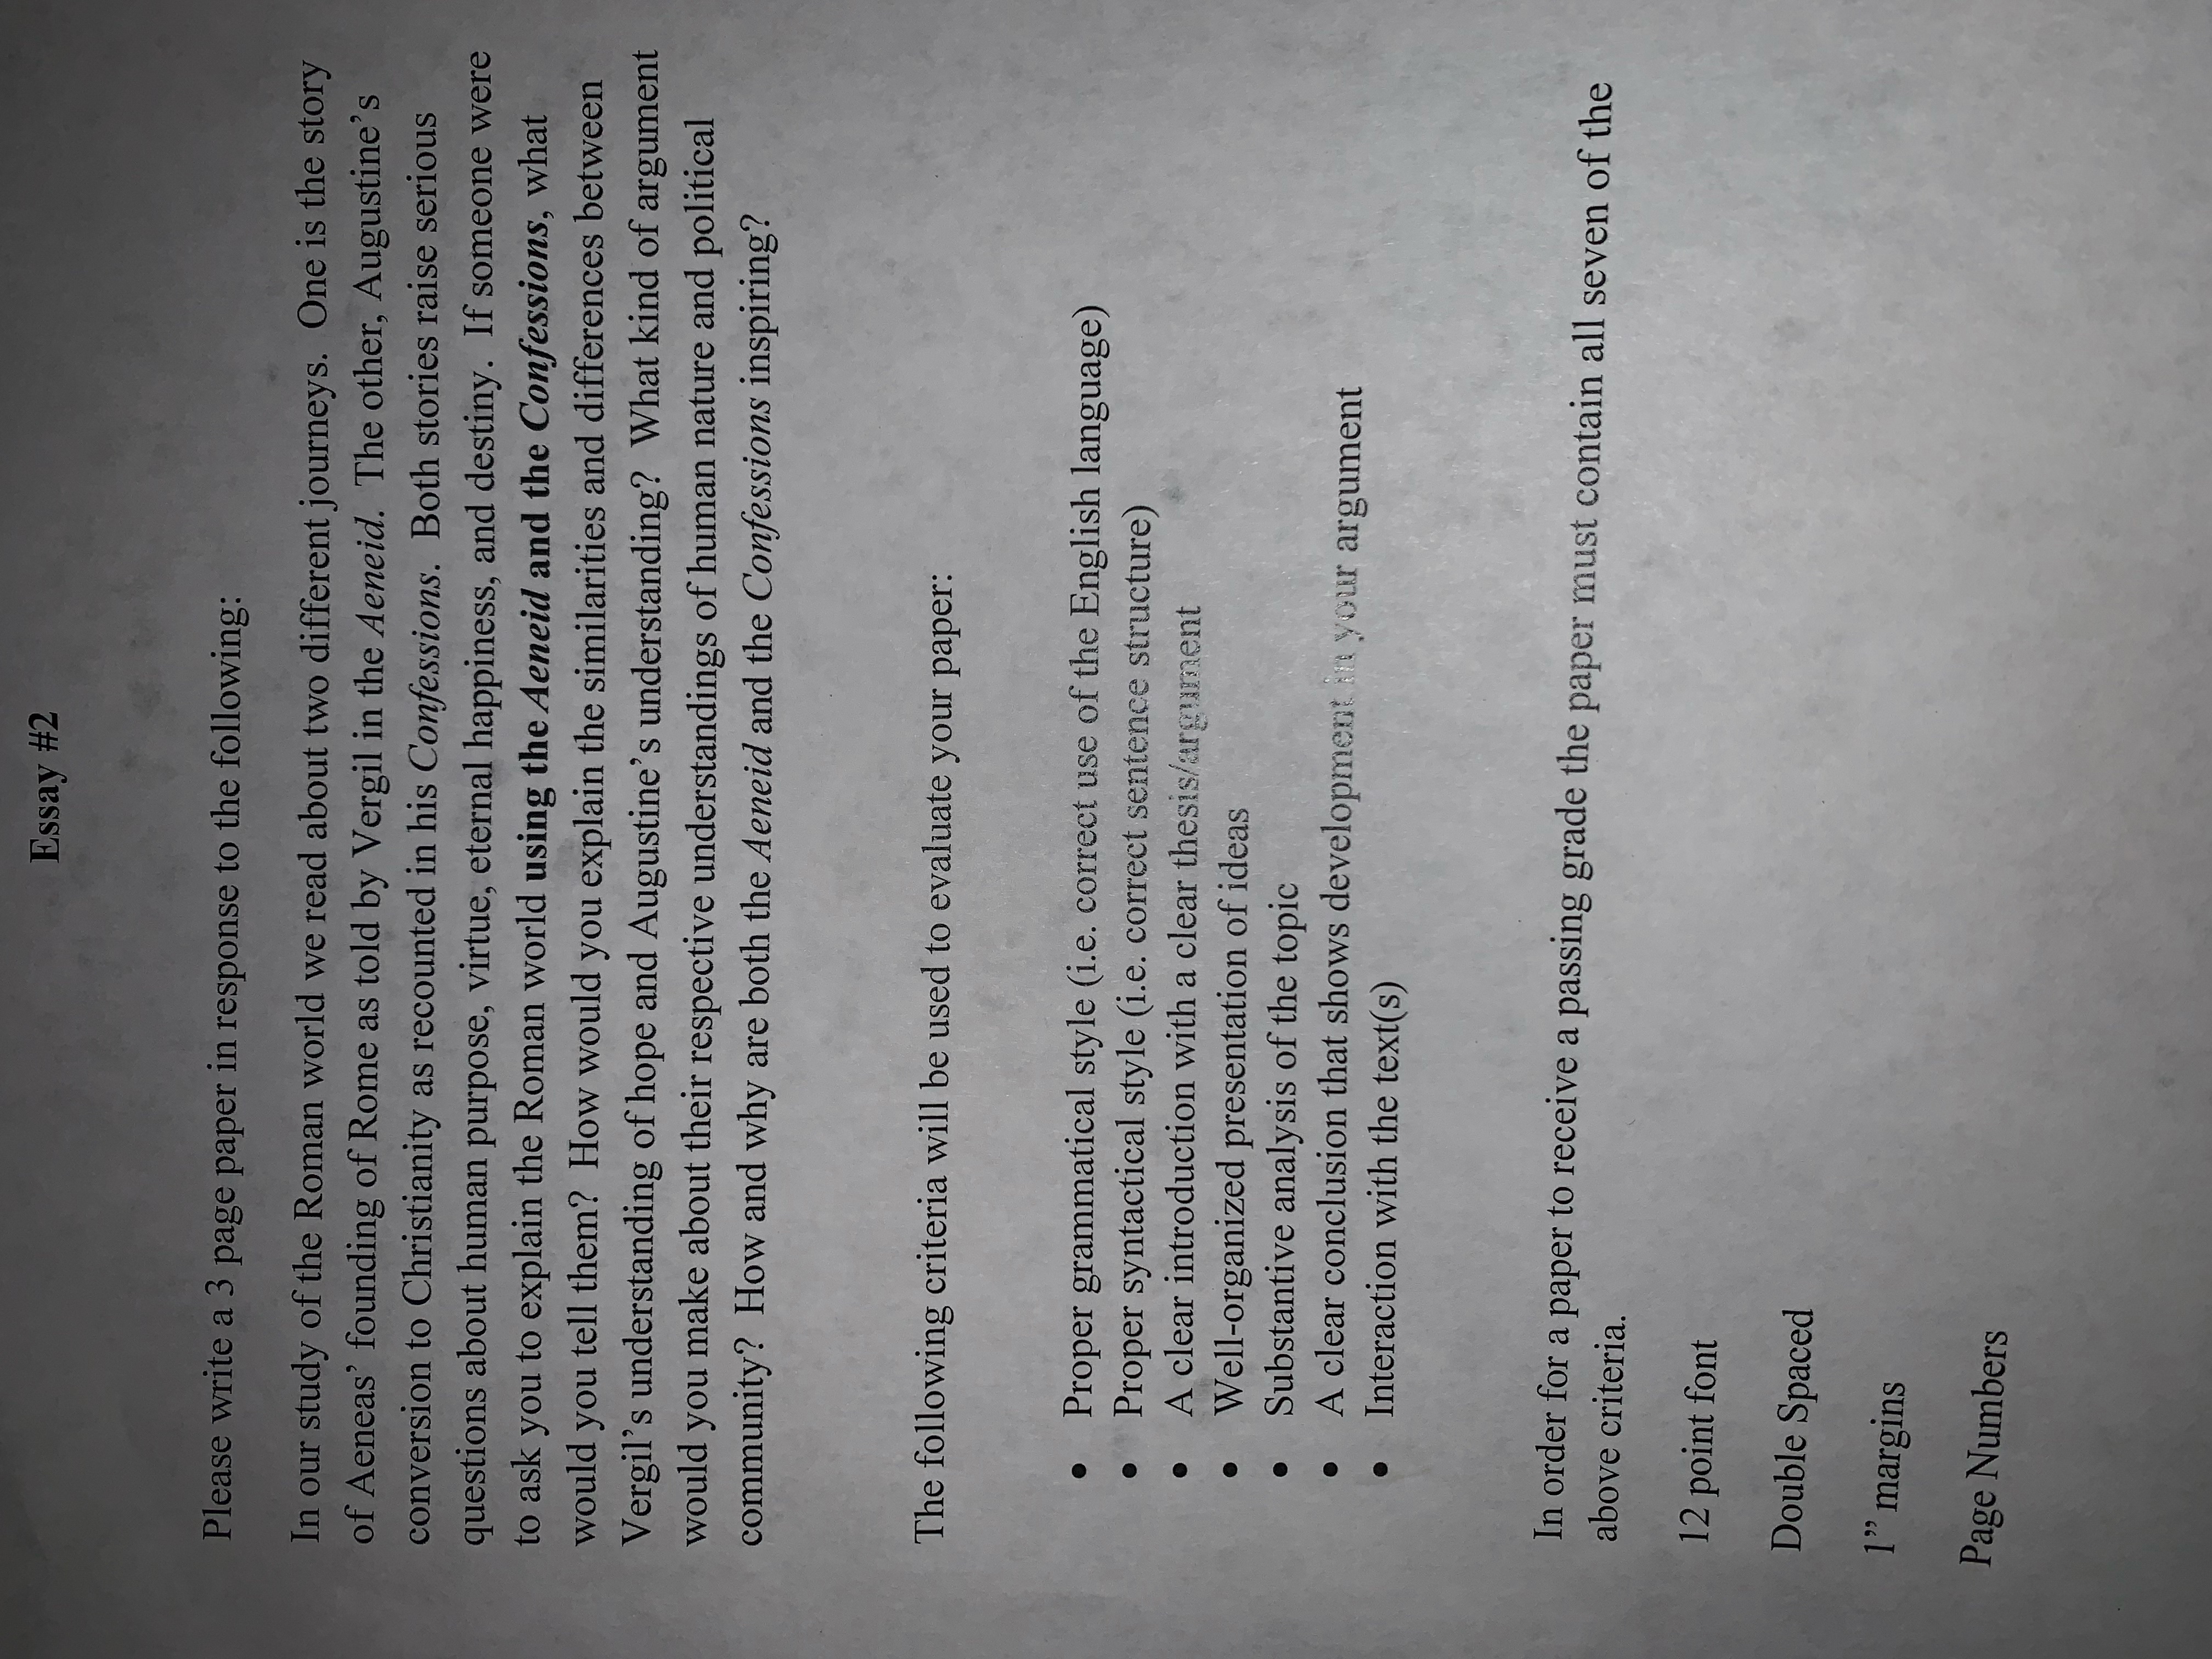 Essay #2
Please write a 3 page paper in response to the following:
In our study of the Roman world we read about two different journeys.  One is the story
of Aeneas’ founding of Rome as told by Vergil in the Aeneid.  The other, Augustine’s
conversion to Christianity as recounted in his Confessions.  Both stories raise serious
questions about human purpose, virtue, eternal happiness, and destiny.  If someone were
to ask you to explain the Roman world using the Aeneid and the Confessions, what
would you tell them?  How would you explain the similarities and differences between
Vergil’s understanding of hope and Augustine’s understanding?  What kind of argument
would you make about their respective understandings of human nature and political
community?  How and why are both the Aeneid and the Confessions inspiring?
The following criteria will be used to evaluate your paper:
• Proper grammatical style (i.e. correct use of the English language)
• Proper syntactical style (i.e. correct sentence structure)
• A clear introduction with a clear thesis/argument
• Well-organized presentation of ideas
• Substantive analysis of the topic
• A clear conclusion that shows development in your argument
• Interaction with the text(s)
In order for a paper to receive a passing grade the paper must contain all seven of the
above criteria.
12 point font
Double Spaced
1” margins
Page Numbers